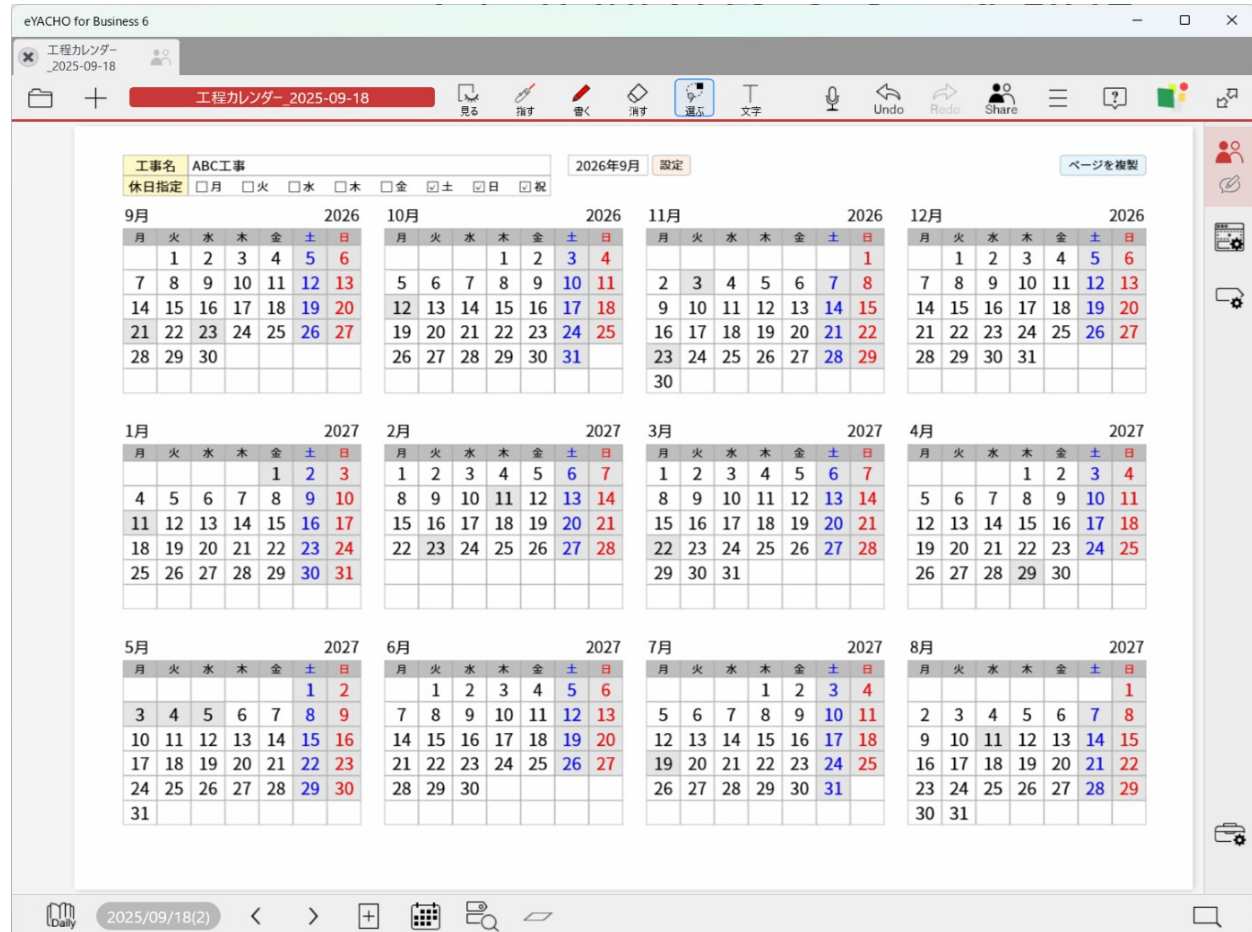 eYACHO for Business 6
工程カレンダー
_2025-09-18
工程カレンダー_2025-09-18
見る 指す 書く 消す 選ぶ 文字 Undo Redo Share
工事名 ABC工事 2026年9月 設定 ページを複製
休日指定 □月 □火 □水 □木 □金 ☑土 ☑日 ☑祝
9月 2026
月 火 水 木 金 土 日
1 2 3 4 5 6
7 8 9 10 11 12 13
14 15 16 17 18 19 20
21 22 23 24 25 26 27
28 29 30
10月 2026
月 火 水 木 金 土 日
1 2 3 4
5 6 7 8 9 10 11
12 13 14 15 16 17 18
19 20 21 22 23 24 25
26 27 28 29 30 31
11月 2026
月 火 水 木 金 土 日
1
2 3 4 5 6 7 8
9 10 11 12 13 14 15
16 17 18 19 20 21 22
23 24 25 26 27 28 29
30
12月 2026
月 火 水 木 金 土 日
1 2 3 4 5 6
7 8 9 10 11 12 13
14 15 16 17 18 19 20
21 22 23 24 25 26 27
28 29 30 31
1月 2027
月 火 水 木 金 土 日
1 2 3
4 5 6 7 8 9 10
11 12 13 14 15 16 17
18 19 20 21 22 23 24
25 26 27 28 29 30 31
2月 2027
月 火 水 木 金 土 日
1 2 3 4 5 6 7
8 9 10 11 12 13 14
15 16 17 18 19 20 21
22 23 24 25 26 27 28
3月 2027
月 火 水 木 金 土 日
1 2 3 4 5 6 7
8 9 10 11 12 13 14
15 16 17 18 19 20 21
22 23 24 25 26 27 28
29 30 31
4月 2027
月 火 水 木 金 土 日
1 2 3 4
5 6 7 8 9 10 11
12 13 14 15 16 17 18
19 20 21 22 23 24 25
26 27 28 29 30
5月 2027
月 火 水 木 金 土 日
1 2
3 4 5 6 7 8 9
10 11 12 13 14 15 16
17 18 19 20 21 22 23
24 25 26 27 28 29 30
31
6月 2027
月 火 水 木 金 土 日
1 2 3 4 5 6
7 8 9 10 11 12 13
14 15 16 17 18 19 20
21 22 23 24 25 26 27
28 29 30
7月 2027
月 火 水 木 金 土 日
1 2 3 4
5 6 7 8 9 10 11
12 13 14 15 16 17 18
19 20 21 22 23 24 25
26 27 28 29 30 31
8月 2027
月 火 水 木 金 土 日
1
2 3 4 5 6 7 8
9 10 11 12 13 14 15
16 17 18 19 20 21 22
23 24 25 26 27 28 29
30 31
Daily 2025/09/18(2)